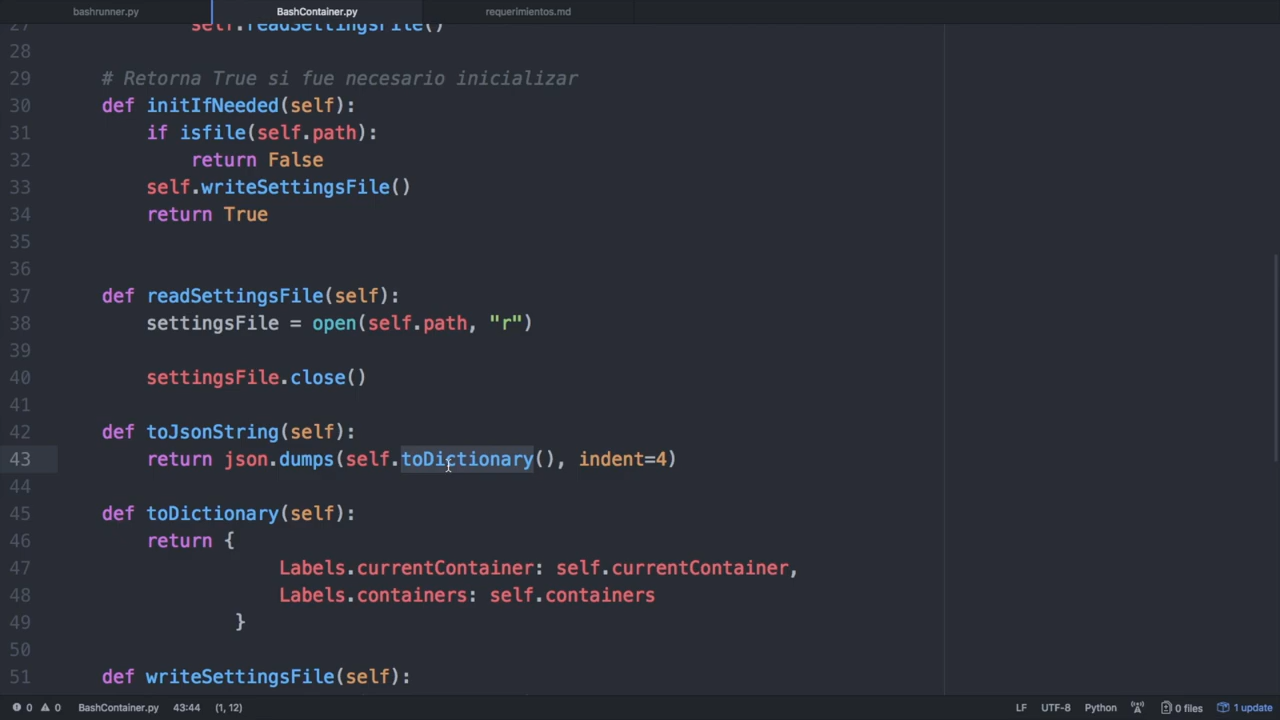 bashrunner.py BashContainer.py requerimientos.md
27 self.readSettingsFile()
28
29 # Retorna True si fue necesario inicializar
30 def initIfNeeded(self):
31 if isfile(self.path):
32 return False
33 self.writeSettingsFile()
34 return True
35
36
37 def readSettingsFile(self):
38 settingsFile = open(self.path, "r")
39
40 settingsFile.close()
41
42 def toJsonString(self):
43 return json.dumps(self.toDictionary(), indent=4)
44
45 def toDictionary(self):
46 return {
47 Labels.currentContainer: self.currentContainer,
48 Labels.containers: self.containers
49 }
50
51 def writeSettingsFile(self):
0 0 BashContainer.py 43:44 (1, 12) LF UTF-8 Python 0 files 1 update